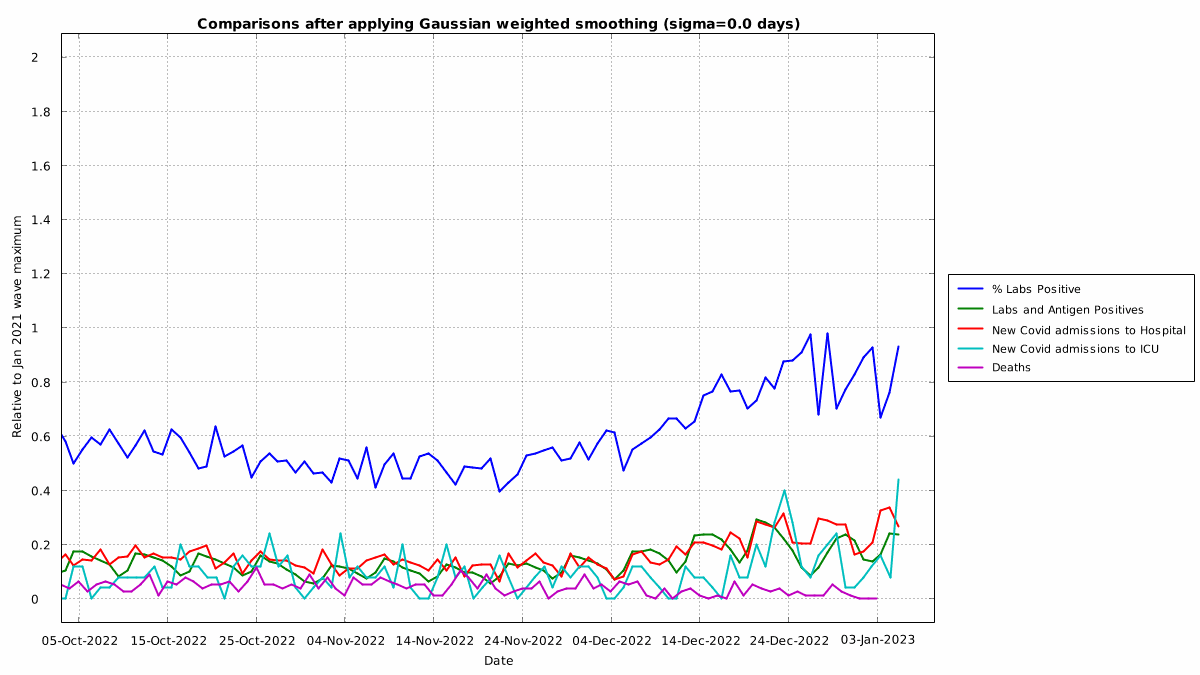 Comparisons after applying Gaussian weighted smoothing (sigma=0.0 days)
2
1.8
1.6
1.4
1.2
1
0.8
0.6
0.4
0.2
0
Relative to Jan 2021 wave maximum
05-Oct-2022 15-Oct-2022 25-Oct-2022 04-Nov-2022 14-Nov-2022 24-Nov-2022 04-Dec-2022 14-Dec-2022 24-Dec-2022 03-Jan-2023
Date
% Labs Positive
Labs and Antigen Positives
New Covid admissions to Hospital
New Covid admissions to ICU
Deaths